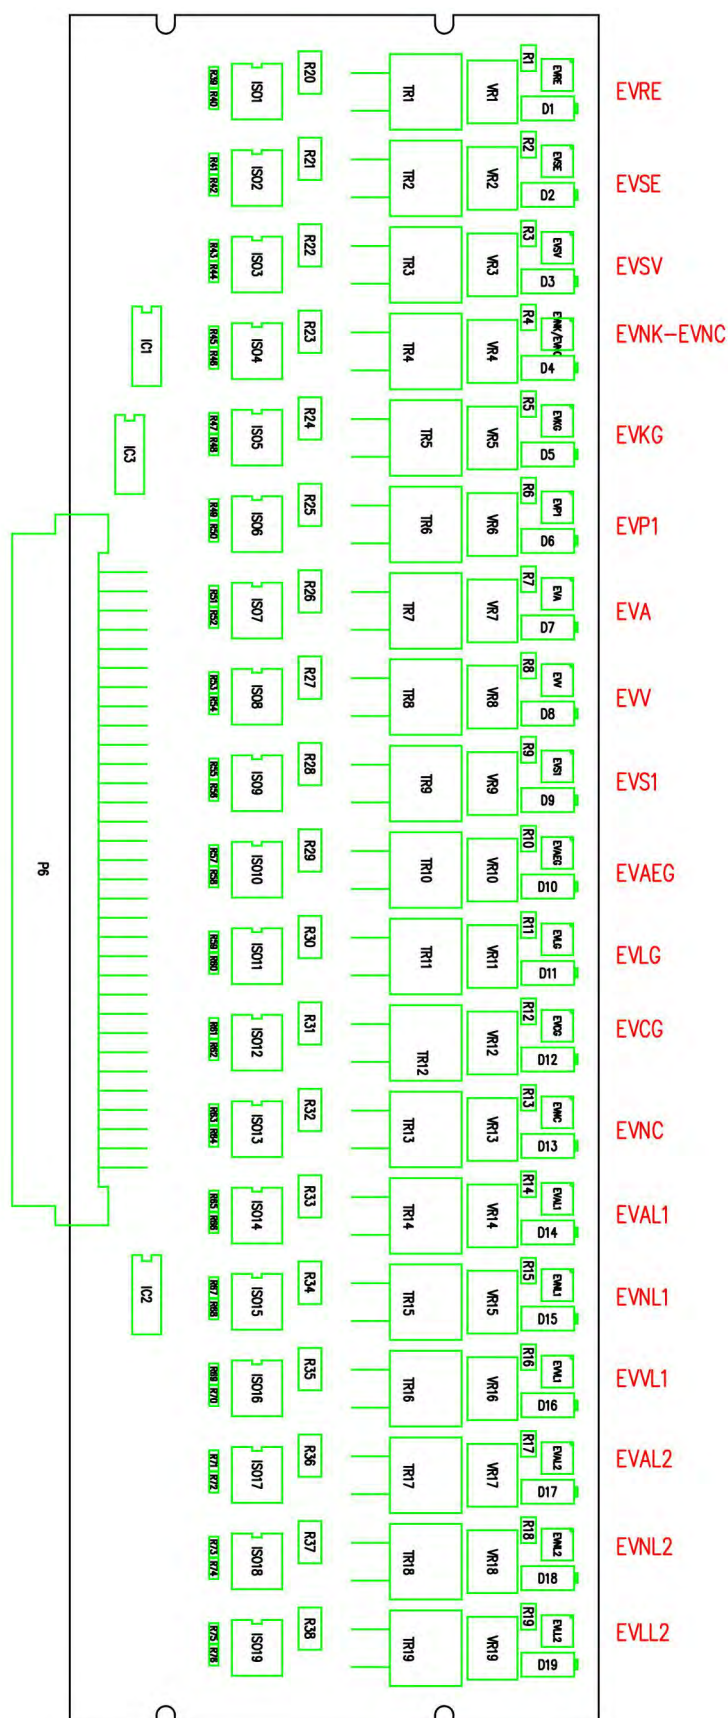 R39 R40 ISO1 R20 TR1 VR1 R1 EVRE D1 EVRE
R41 R42 ISO2 R21 TR2 VR2 R2 EVSE D2 EVSE
R43 R44 ISO3 R22 TR3 VR3 R3 EVSV D3 EVSV
IC1 R45 R46 ISO4 R23 TR4 VR4 R4 EVNK/EVNC D4 EVNK-EVNC
IC3 R47 R48 ISO5 R24 TR5 VR5 R5 EVKG D5 EVKG
R49 R50 ISO6 R25 TR6 VR6 R6 EVP1 D6 EVP1
R51 R52 ISO7 R26 TR7 VR7 R7 EVA D7 EVA
R53 R54 ISO8 R27 TR8 VR8 R8 EVV D8 EVV
R55 R56 ISO9 R28 TR9 VR9 R9 EVS1 D9 EVS1
P6 R57 R58 ISO10 R29 TR10 VR10 R10 EVAEG D10 EVAEG
R59 R60 ISO11 R30 TR11 VR11 R11 EVLG D11 EVLG
R61 R62 ISO12 R31 TR12 VR12 R12 EVCG D12 EVCG
R63 R64 ISO13 R32 TR13 VR13 R13 EVNC D13 EVNC
R65 R66 ISO14 R33 TR14 VR14 R14 EVAL1 D14 EVAL1
IC2 R67 R68 ISO15 R34 TR15 VR15 R15 EVNL1 D15 EVNL1
R69 R70 ISO16 R35 TR16 VR16 R16 EVVL1 D16 EVVL1
R71 R72 ISO17 R36 TR17 VR17 R17 EVAL2 D17 EVAL2
R73 R74 ISO18 R37 TR18 VR18 R18 EVNL2 D18 EVNL2
R75 R76 ISO19 R38 TR19 VR19 R19 EVLL2 D19 EVLL2